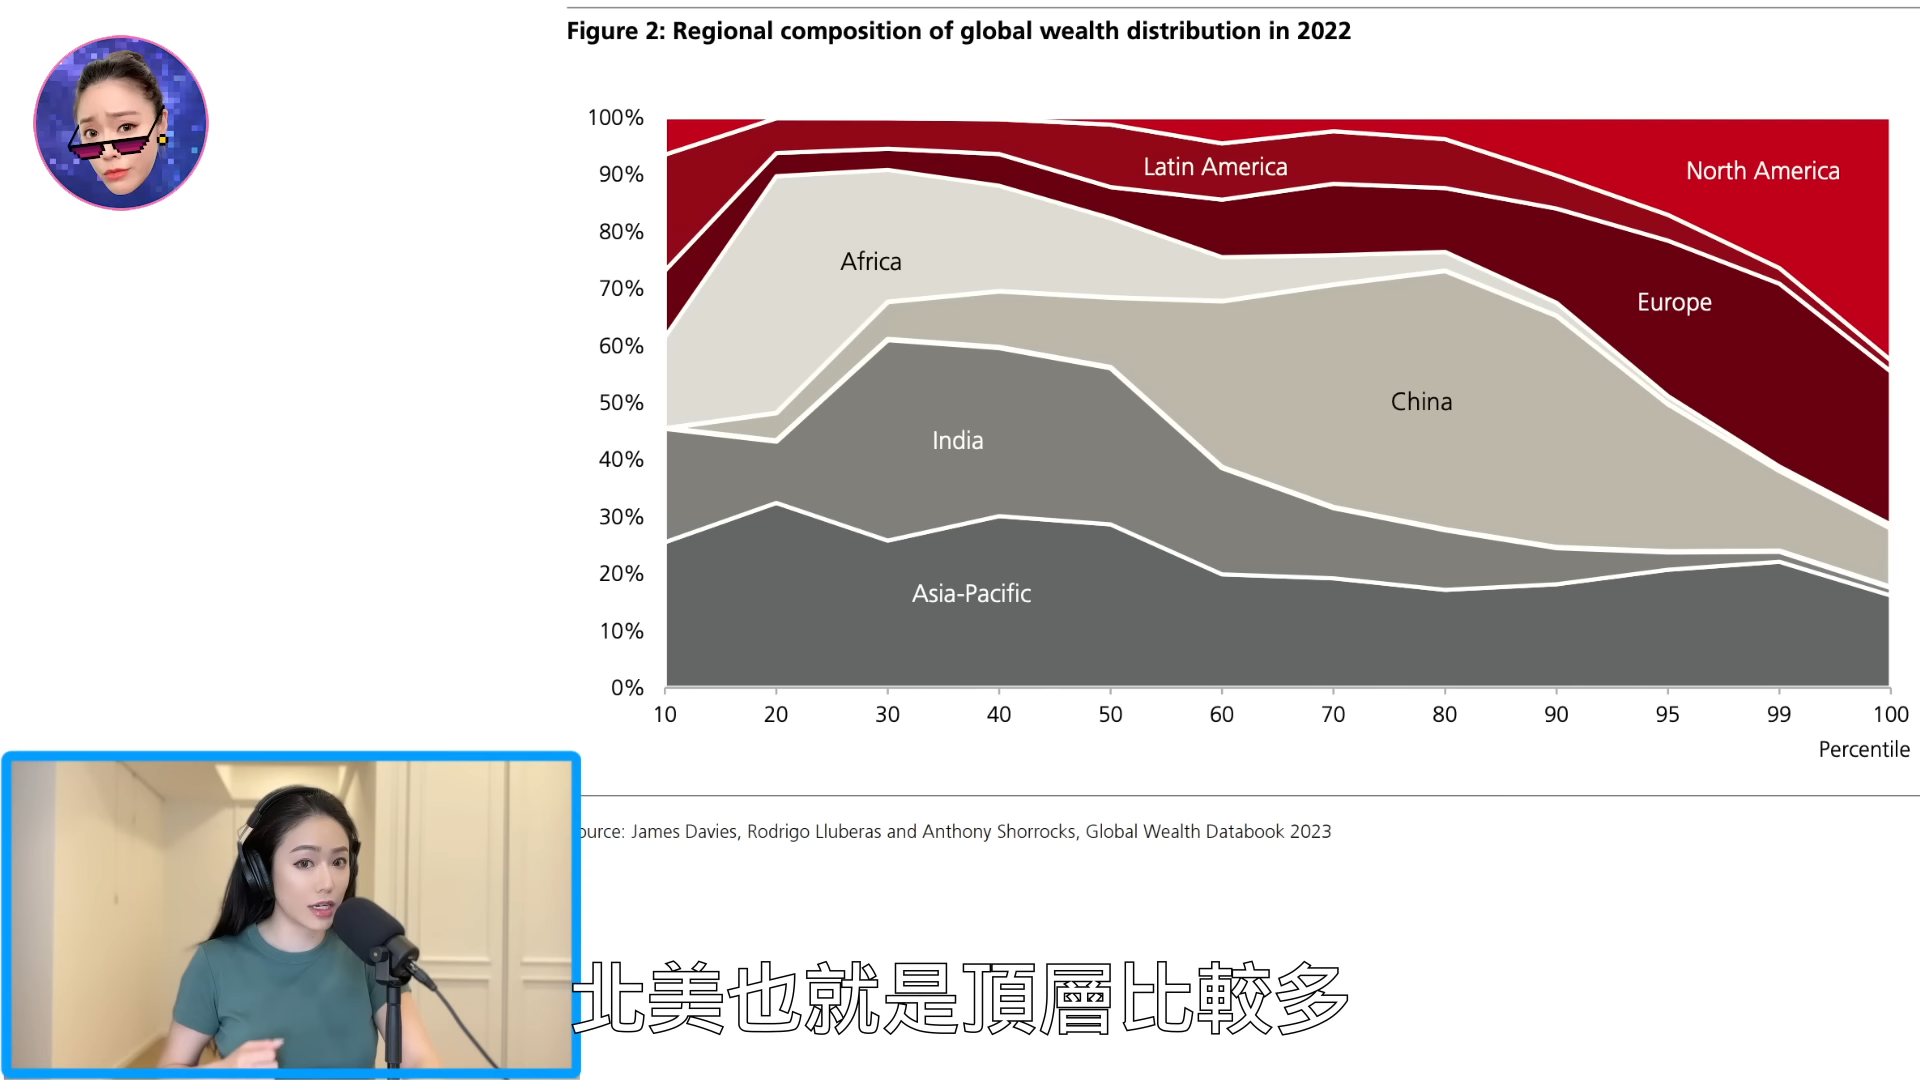 Figure 2: Regional composition of global wealth distribution in 2022
100%
90%
80%
70%
60%
50%
40%
30%
20%
10%
0%
North America
Latin America
Africa
Europe
China
India
Asia-Pacific
10 20 30 40 50 60 70 80 90 95 99 100
Percentile
ource: James Davies, Rodrigo Lluberas and Anthony Shorrocks, Global Wealth Databook 2023
北美也就是頂層比較多